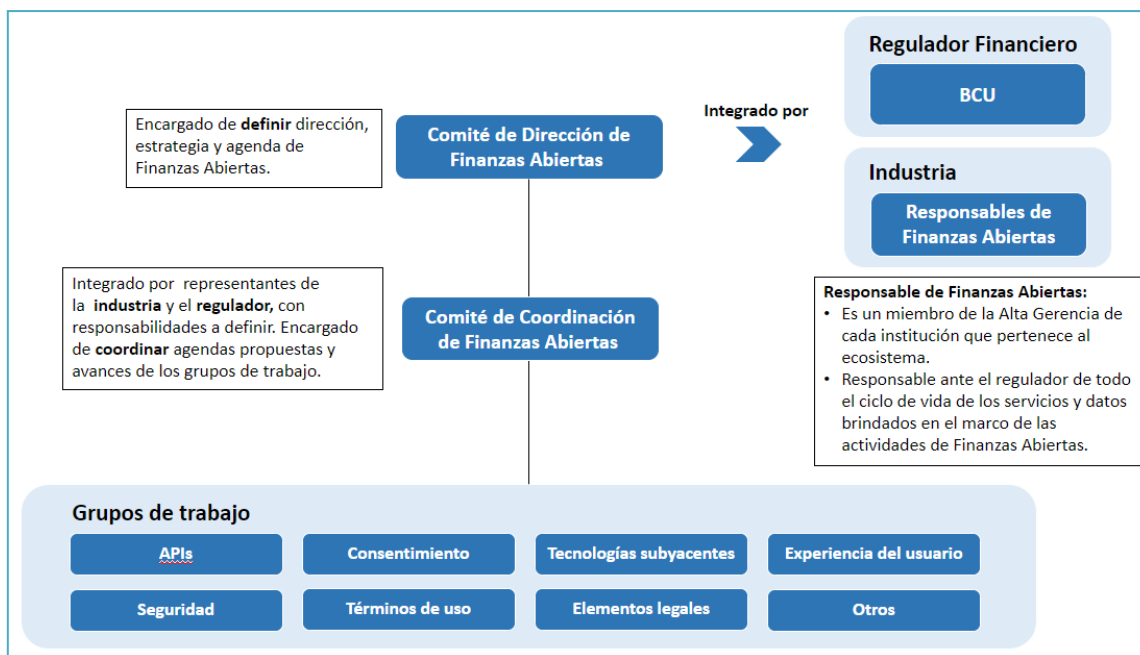 Regulador Financiero
BCU
Integrado por
Encargado de definir dirección,
estrategia y agenda de
Finanzas Abiertas.
Comité de Dirección de
Finanzas Abiertas
Industria
Responsables de
Finanzas Abiertas
Integrado por representantes de
la industria y el regulador, con
responsabilidades a definir. Encargado
de coordinar agendas propuestas y
avances de los grupos de trabajo.
Comité de Coordinación
de Finanzas Abiertas
Responsable de Finanzas Abiertas:
• Es un miembro de la Alta Gerencia de
cada institución que pertenece al
ecosistema.
• Responsable ante el regulador de todo
el ciclo de vida de los servicios y datos
brindados en el marco de las
actividades de Finanzas Abiertas.
Grupos de trabajo
APIs
Consentimiento
Tecnologías subyacentes
Experiencia del usuario
Seguridad
Términos de uso
Elementos legales
Otros